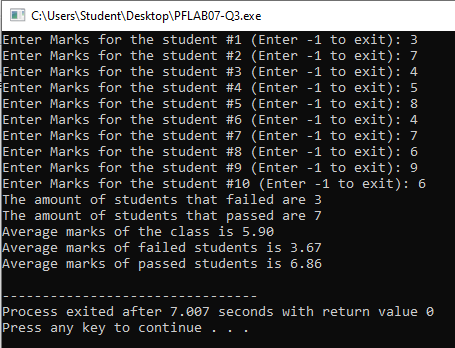 C:\Users\Student\Desktop\PFLAB07-Q3.exe
Enter Marks for the student #1 (Enter -1 to exit): 3
Enter Marks for the student #2 (Enter -1 to exit): 7
Enter Marks for the student #3 (Enter -1 to exit): 4
Enter Marks for the student #4 (Enter -1 to exit): 5
Enter Marks for the student #5 (Enter -1 to exit): 8
Enter Marks for the student #6 (Enter -1 to exit): 4
Enter Marks for the student #7 (Enter -1 to exit): 7
Enter Marks for the student #8 (Enter -1 to exit): 6
Enter Marks for the student #9 (Enter -1 to exit): 9
Enter Marks for the student #10 (Enter -1 to exit): 6
The amount of students that failed are 3
The amount of students that passed are 7
Average marks of the class is 5.90
Average marks of failed students is 3.67
Average marks of passed students is 6.86
--------------------------------
Process exited after 7.007 seconds with return value 0
Press any key to continue . . .